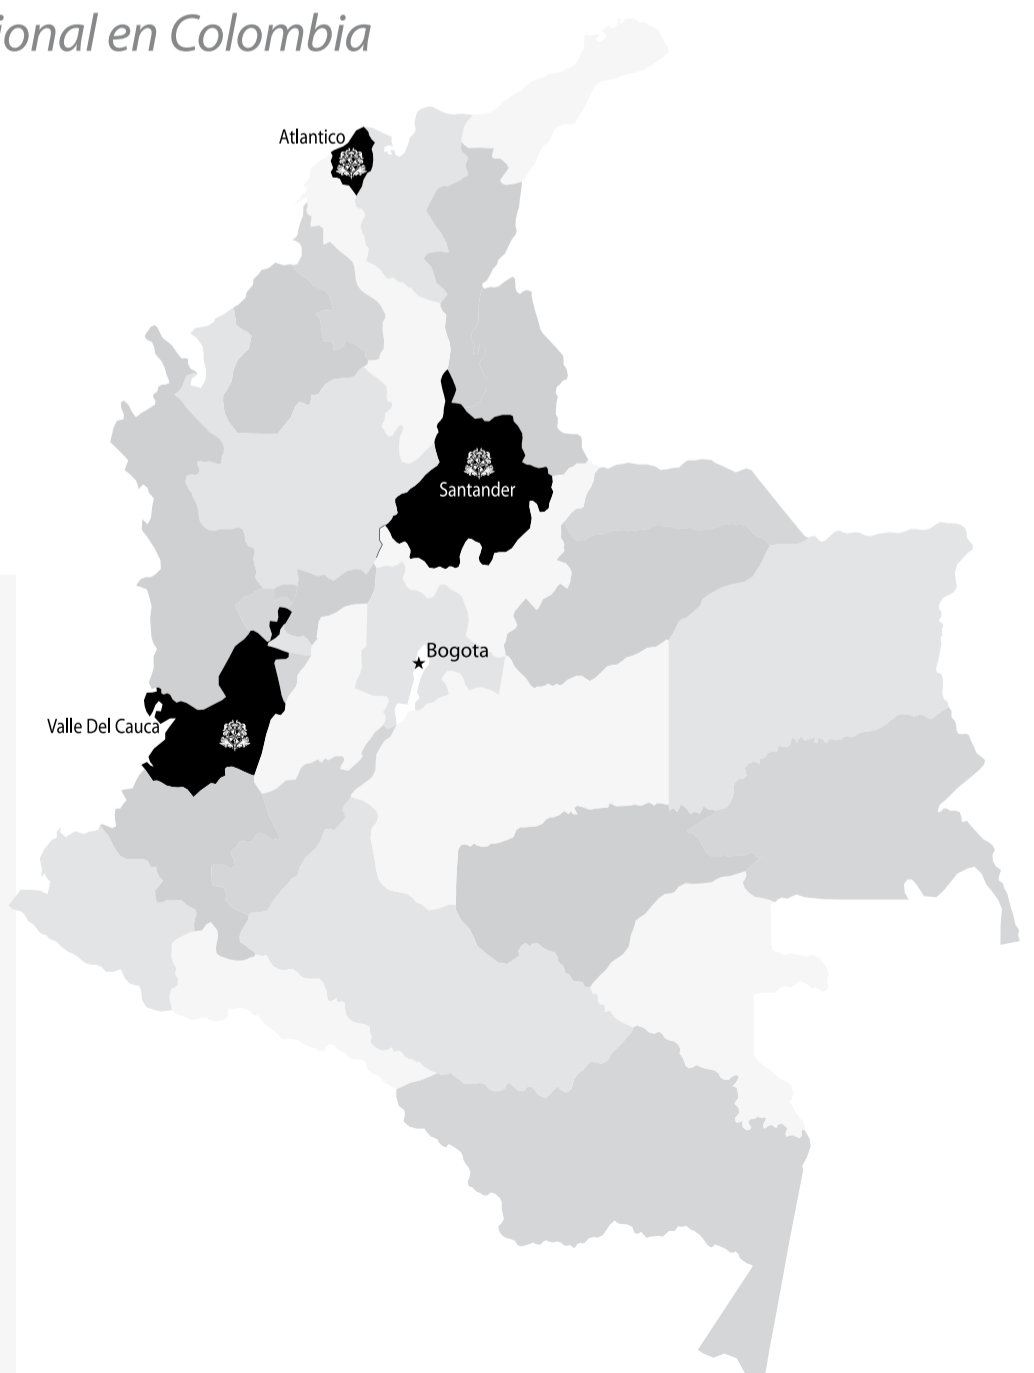 ional en Colombia
Atlantico
Santander
Bogota
Valle Del Cauca